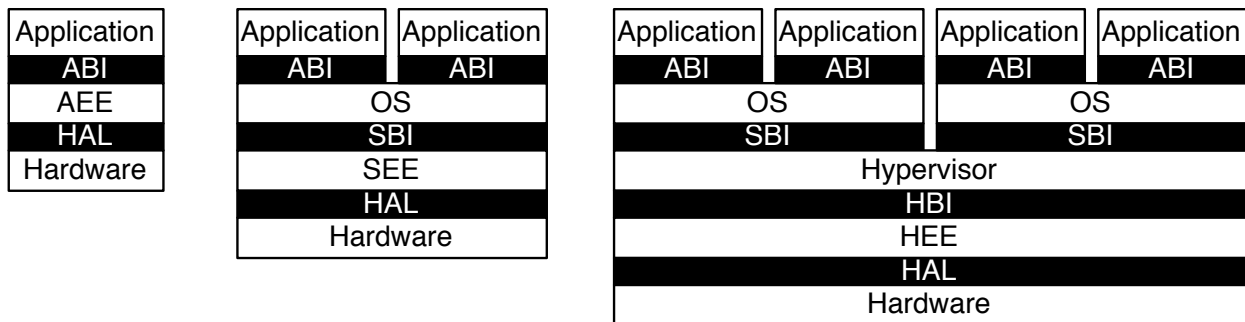 Application
ABI
AEE
HAL
Hardware
Application Application
ABI ABI
OS
SBI
SEE
HAL
Hardware
Application Application Application Application
ABI ABI ABI ABI
OS OS
SBI SBI
Hypervisor
HBI
HEE
HAL
Hardware